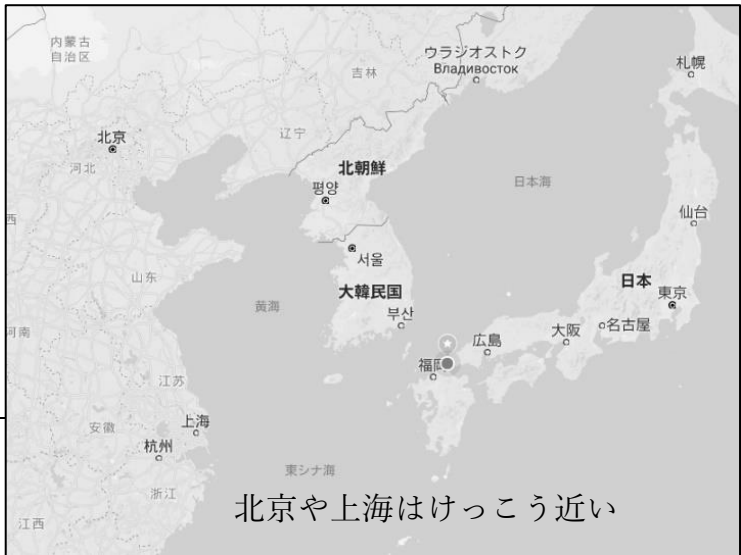 内蒙古
自治区
ウラジオストク
Владивосток
札幌
吉林
辽宁
北京
河北
北朝鮮
평양
日本海
仙台
西
서울
大韓民国
日本
東京
山东
黄海
부산
河南
広島
大阪
名古屋
福岡
江苏
安徽
上海
杭州
浙江
東シナ海
江西
北京や上海はけっこう近い